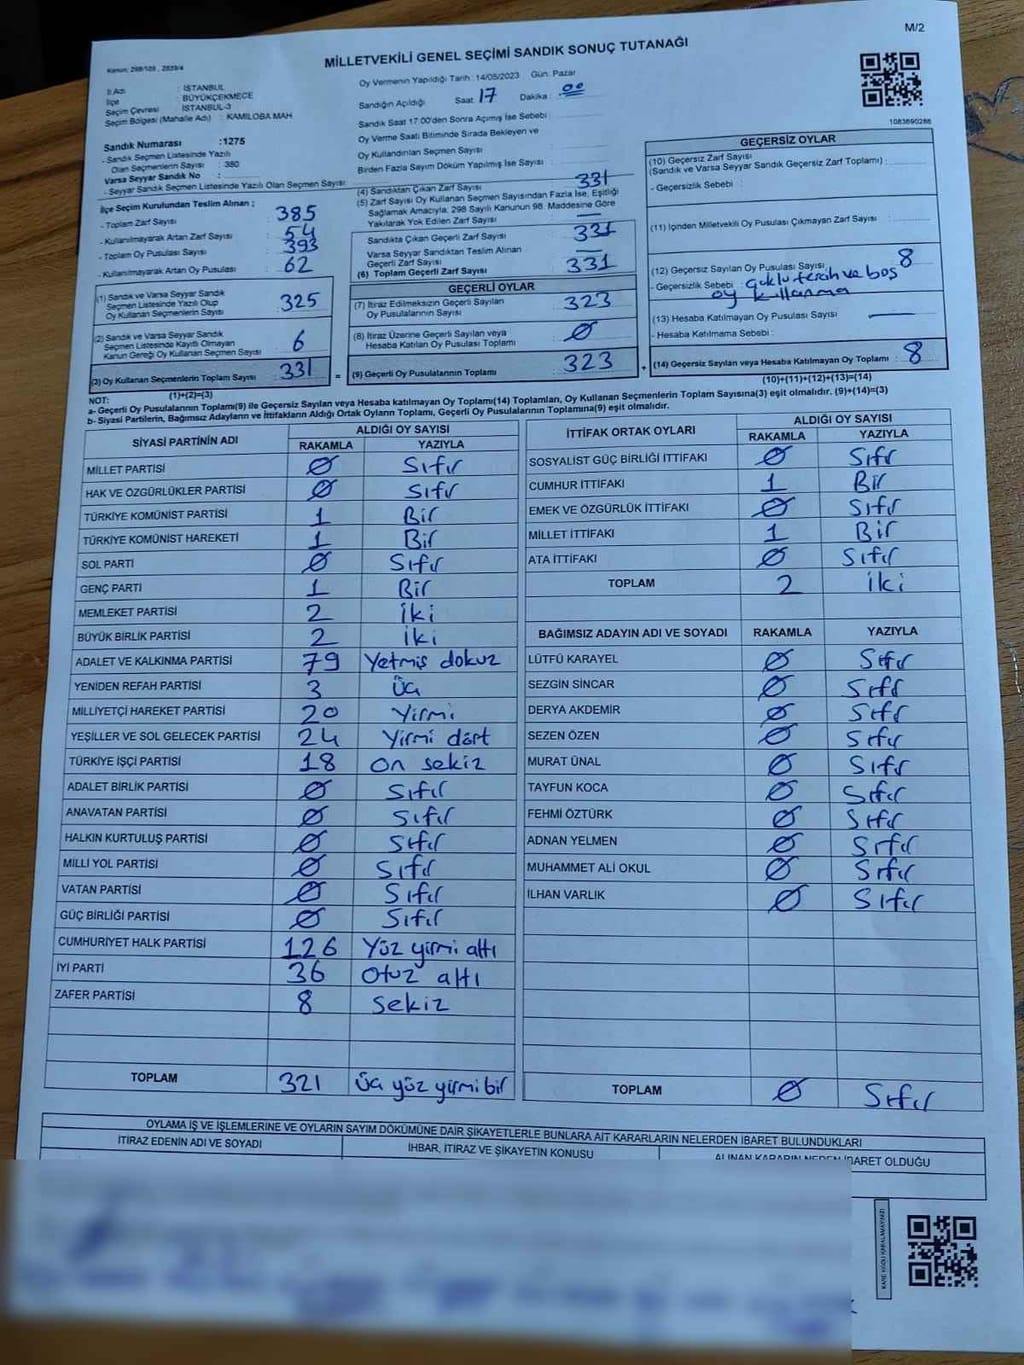 M/2
MİLLETVEKİLİ GENEL SEÇİMİ SANDIK SONUÇ TUTANAĞI
İl Adı : İSTANBUL
İlçe : BÜYÜKÇEKMECE
Seçim Çevresi : İSTANBUL-3
Seçim Bölgesi (Mahalle Adı) : KAMİLOBA MAH
Sandık Numarası :1275
- Sandık Seçmen Listesinde Yazılı
Olan Seçmenlerin Sayısı : 380
Varsa Seyyar Sandık No :
- Seyyar Sandık Seçmen Listesinde Yazılı Olan Seçmen Sayısı:
İlçe Seçim Kurulundan Teslim Alınan ;
- Toplam Zarf Sayısı : 385
- Kullanılmayarak Artan Zarf Sayısı : 54
- Toplam Oy Pusulası Sayısı : 393
- Kullanılmayarak Artan Oy Pusulası : 62
(1) Sandık ve Varsa Seyyar Sandık
Seçmen Listesinde Yazılı Olup
Oy Kullanan Seçmenlerin Sayısı : 325
(2) Sandık ve Varsa Seyyar Sandık
Seçmen Listesinde Kayıtlı Olmayan
Kanun Gereği Oy Kullanan Seçmen Sayısı : 6
(3) Oy Kullanan Seçmenlerin Toplam Sayısı : 331
(1)+(2)=(3)
Oy Vermenin Yapıldığı Tarih : 14/05/2023 Gün: Pazar
Sandığın Açıldığı Saat: 17 Dakika : 00
Sandık Saat 17.00'den Sonra Açımış İse Sebebi :
Oy Verme Saati Bitiminde Sırada Bekleyen ve
Oy Kullandırılan Seçmen Sayısı :
Birden Fazla Sayım Döküm Yapılmış İse Sayısı :
(4) Sandıktan Çıkan Zarf Sayısı : 331
(5) Zarf Sayısı Oy Kullanan Seçmen Sayısından Fazla İse, Eşitliği
Sağlamak Amacıyla, 298 Sayılı Kanunun 98. Maddesine Göre
Yakılarak Yok Edilen Zarf Sayısı : —
Sandıkta Çıkan Geçerli Zarf Sayısı : 331
Varsa Seyyar Sandıktan Teslim Alınan
Geçerli Zarf Sayısı :
(6) Toplam Geçerli Zarf Sayısı : 331
GEÇERLİ OYLAR
(7) İtiraz Edilmeksizin Geçerli Sayılan
Oy Pusulalarının Sayısı : 323
(8) İtiraz Üzerine Geçerli Sayılan veya
Hesaba Katılan Oy Pusulası Toplamı : Ø
(9) Geçerli Oy Pusulalarının Toplamı : 323
1083690286
GEÇERSİZ OYLAR
(10) Geçersiz Zarf Sayısı
(Sandık ve Varsa Seyyar Sandık Geçersiz Zarf Toplamı) :
- Geçersizlik Sebebi :
(11) İçinden Milletvekili Oy Pusulası Çıkmayan Zarf Sayısı :
(12) Geçersiz Sayılan Oy Pusulası Sayısı : 8
- Geçersizlik Sebebi : çoklu tercih ve boş
oy kullanma
(13) Hesaba Katılmayan Oy Pusulası Sayısı : —
- Hesaba Katılmama Sebebi :
(14) Geçersiz Sayılan veya Hesaba Katılmayan Oy Toplamı : 8
(10)+(11)+(12)+(13)=(14)
NOT:
a- Geçerli Oy Pusulalarının Toplamı(9) ile Geçersiz Sayılan veya Hesaba katılmayan Oy Toplamı(14) Toplamları, Oy Kullanan Seçmenlerin Toplam Sayısına(3) eşit olmalıdır. (9)+(14)=(3)
b- Siyasi Partilerin, Bağımsız Adayların ve İttifakların Aldığı Ortak Oyların Toplamı, Geçerli Oy Pusulalarının Toplamına(9) eşit olmalıdır.
SİYASİ PARTİNİN ADI ALDIĞI OY SAYISI
RAKAMLA YAZIYLA
MİLLET PARTİSİ Ø Sıfır
HAK VE ÖZGÜRLÜKLER PARTİSİ Ø Sıfır
TÜRKİYE KOMÜNİST PARTİSİ 1 Bir
TÜRKİYE KOMÜNİST HAREKETİ 1 Bir
SOL PARTİ Ø Sıfır
GENÇ PARTİ 1 Bir
MEMLEKET PARTİSİ 2 iki
BÜYÜK BİRLİK PARTİSİ 2 iki
ADALET VE KALKINMA PARTİSİ 79 Yetmiş dokuz
YENİDEN REFAH PARTİSİ 3 üç
MİLLİYETÇİ HAREKET PARTİSİ 20 Yirmi
YEŞİLLER VE SOL GELECEK PARTİSİ 24 Yirmi dört
TÜRKİYE İŞÇİ PARTİSİ 18 on sekiz
ADALET BİRLİK PARTİSİ Ø Sıfır
ANAVATAN PARTİSİ Ø Sıfır
HALKIN KURTULUŞ PARTİSİ Ø Sıfır
MİLLİ YOL PARTİSİ Ø Sıfır
VATAN PARTİSİ Ø Sıfır
GÜÇ BİRLİĞİ PARTİSİ Ø Sıfır
CUMHURİYET HALK PARTİSİ 126 Yüz yirmi altı
İYİ PARTİ 36 Otuz altı
ZAFER PARTİSİ 8 Sekiz
TOPLAM 321 üç yüz yirmi bir
İTTİFAK ORTAK OYLARI ALDIĞI OY SAYISI
RAKAMLA YAZIYLA
SOSYALİST GÜÇ BİRLİĞİ İTTİFAKI Ø Sıfır
CUMHUR İTTİFAKI 1 Bir
EMEK VE ÖZGÜRLÜK İTTİFAKI Ø Sıfır
MİLLET İTTİFAKI 1 Bir
ATA İTTİFAKI Ø Sıfır
TOPLAM 2 iki
BAĞIMSIZ ADAYIN ADI VE SOYADI RAKAMLA YAZIYLA
LÜTFÜ KARAYEL Ø Sıfır
SEZGİN SİNCAR Ø Sıfır
DERYA AKDEMİR Ø Sıfır
SEZEN ÖZEN Ø Sıfır
MURAT ÜNAL Ø Sıfır
TAYFUN KOCA Ø Sıfır
FEHMİ ÖZTÜRK Ø Sıfır
ADNAN YELMEN Ø Sıfır
MUHAMMET ALİ OKUL Ø Sıfır
İLHAN VARLIK Ø Sıfır
TOPLAM Ø Sıfır
OYLAMA İŞ VE İŞLEMLERİNE VE OYLARIN SAYIM DÖKÜMÜNE DAİR ŞİKAYETLERLE BUNLARA AİT KARARLARIN NELERDEN İBARET BULUNDUKLARI
İTİRAZ EDENİN ADI VE SOYADI İHBAR, İTİRAZ VE ŞİKAYETİN KONUSU ALINAN KARARIN NEDEN İBARET OLDUĞU
KARE KODU KARALAMAYINIZ!